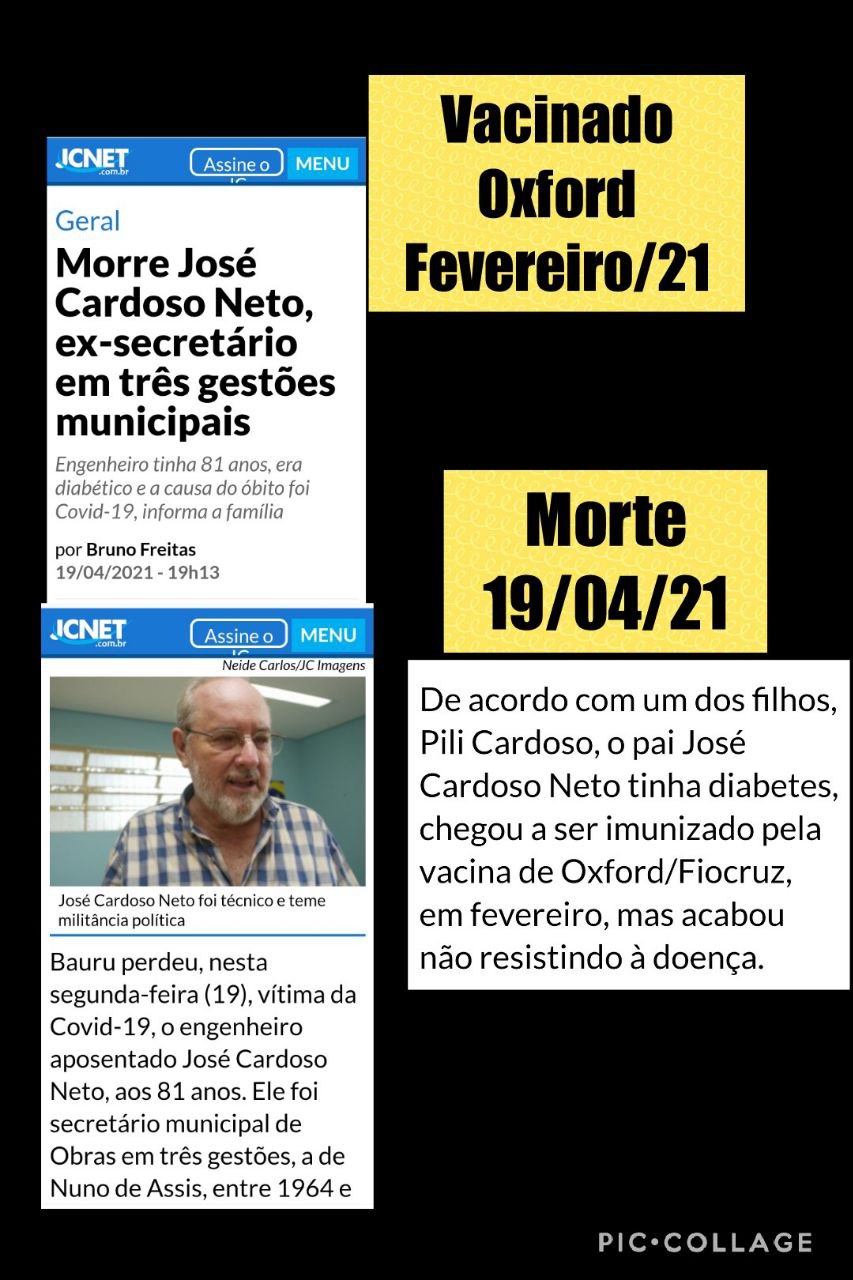 Vacinado
Oxford
Fevereiro/21
JCNET
.com.br
Assine o
MENU
Geral
Morre José
Cardoso Neto,
ex-secretário
em três gestões
municipais
Engenheiro tinha 81 anos, era
diabético e a causa do óbito foi
Covid-19, informa a família
por Bruno Freitas
19/04/2021 - 19h13
Morte
19/04/21
JCNET
.com.br
Assine o
MENU
Neide Carlos/JC Imagens
José Cardoso Neto foi técnico e teme
militância política
Bauru perdeu, nesta
segunda-feira (19), vítima da
Covid-19, o engenheiro
aposentado José Cardoso
Neto, aos 81 anos. Ele foi
secretário municipal de
Obras em três gestões, a de
Nuno de Assis, entre 1964 e
De acordo com um dos filhos,
Pili Cardoso, o pai José
Cardoso Neto tinha diabetes,
chegou a ser imunizado pela
vacina de Oxford/Fiocruz,
em fevereiro, mas acabou
não resistindo à doença.
PIC•COLLAGE